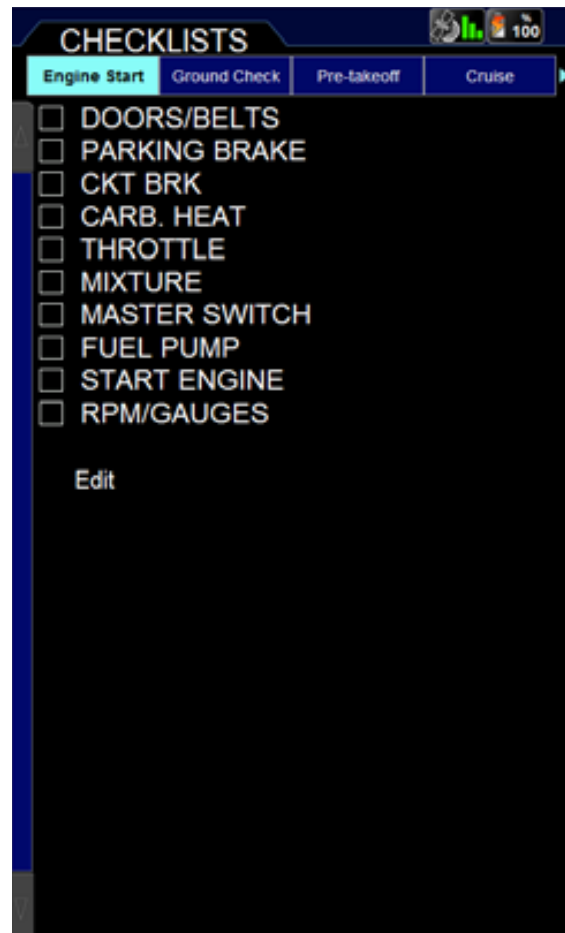 CHECKLISTS
100
Engine Start Ground Check Pre-takeoff Cruise
DOORS/BELTS
PARKING BRAKE
CKT BRK
CARB. HEAT
THROTTLE
MIXTURE
MASTER SWITCH
FUEL PUMP
START ENGINE
RPM/GAUGES
Edit